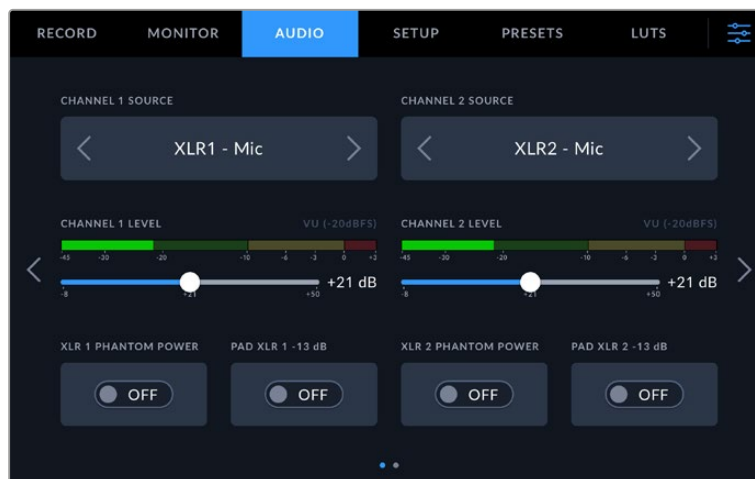 RECORD MONITOR AUDIO SETUP PRESETS LUTS
CHANNEL 1 SOURCE CHANNEL 2 SOURCE
XLR1 - Mic XLR2 - Mic
CHANNEL 1 LEVEL VU (-20dBFS) CHANNEL 2 LEVEL VU (-20dBFS)
-45 -30 -20 -10 -6 -3 0 +3 -45 -30 -20 -10 -6 -3 0 +3
+21 dB +21 dB
-8 +21 +50 -8 +21 +50
XLR 1 PHANTOM POWER PAD XLR 1 -13 dB XLR 2 PHANTOM POWER PAD XLR 2 -13 dB
OFF OFF OFF OFF